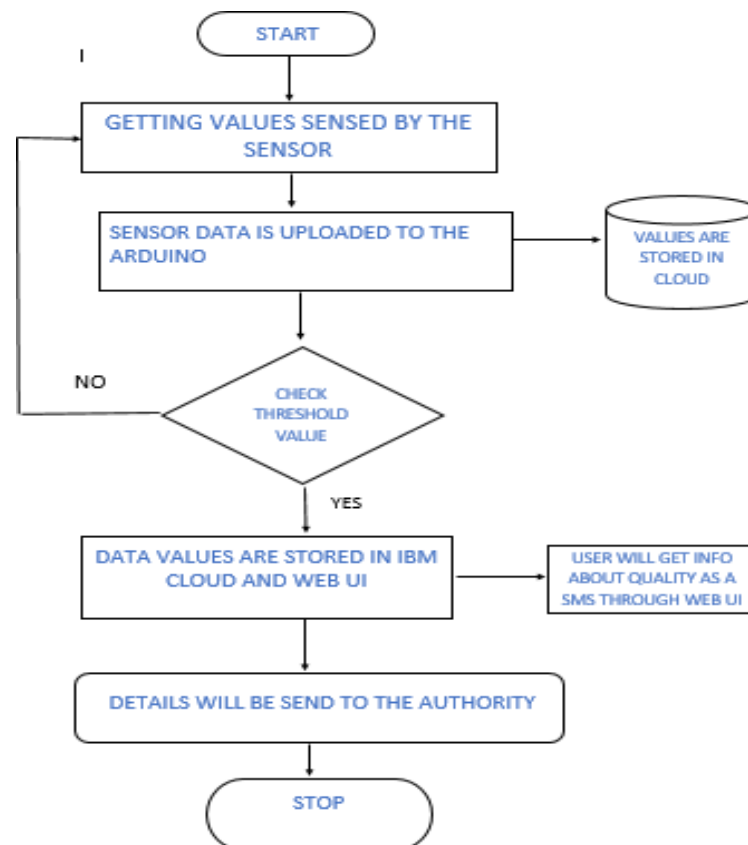 START
I
GETTING VALUES SENSED BY THE
SENSOR
SENSOR DATA IS UPLOADED TO THE
ARDUINO
VALUES ARE
STORED IN
CLOUD
NO
CHECK
THRESHOLD
VALUE
YES
DATA VALUES ARE STORED IN IBM
CLOUD AND WEB UI
USER WILL GET INFO
ABOUT QUALITY AS A
SMS THROUGH WEB UI
DETAILS WILL BE SEND TO THE AUTHORITY
STOP